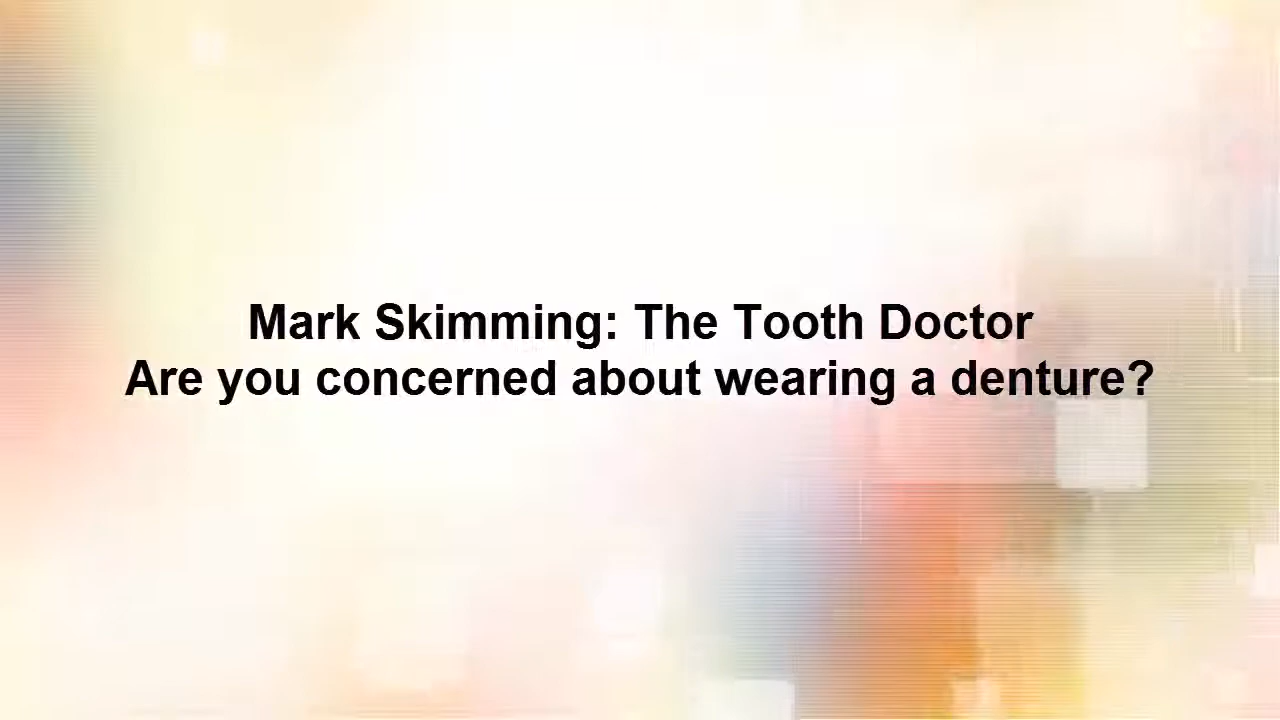 Mark Skimming: The Tooth Doctor
Are you concerned about wearing a denture?